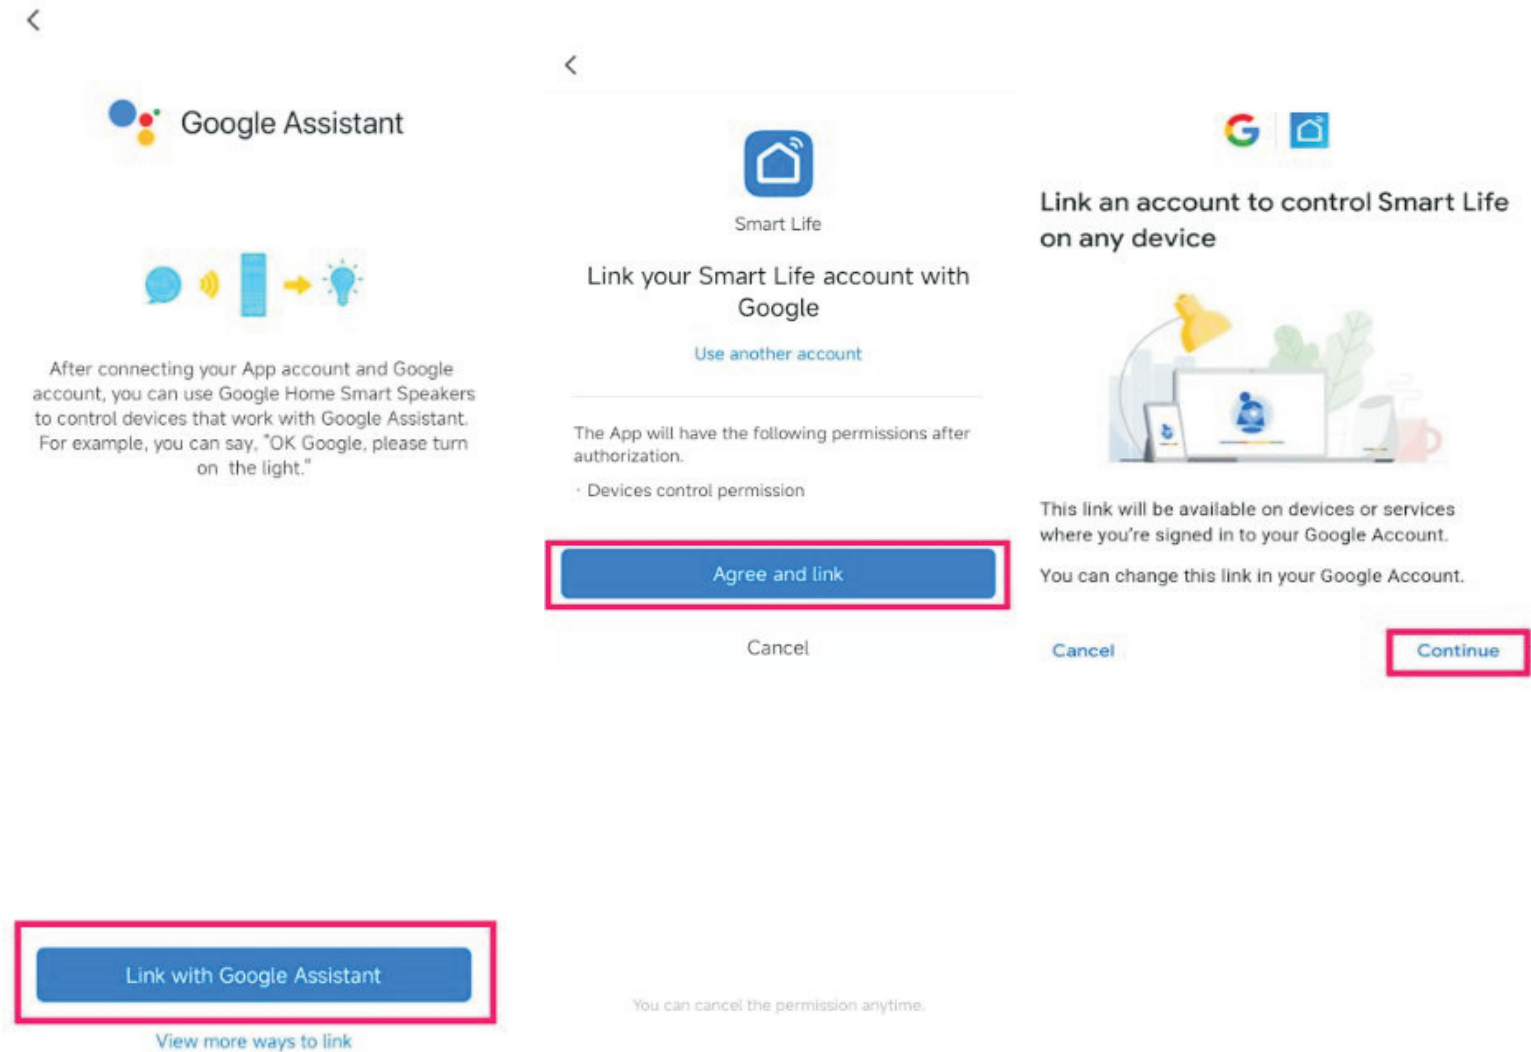 Google Assistant
After connecting your App account and Google
account, you can use Google Home Smart Speakers
to control devices that work with Google Assistant.
For example, you can say, "OK Google, please turn
on the light."
Link with Google Assistant
View more ways to link
Smart Life
Link your Smart Life account with
Google
Use another account
The App will have the following permissions after
authorization.
· Devices control permission
Agree and link
Cancel
You can cancel the permission anytime.
G
Link an account to control Smart Life
on any device
This link will be available on devices or services
where you're signed in to your Google Account.
You can change this link in your Google Account.
Cancel
Continue